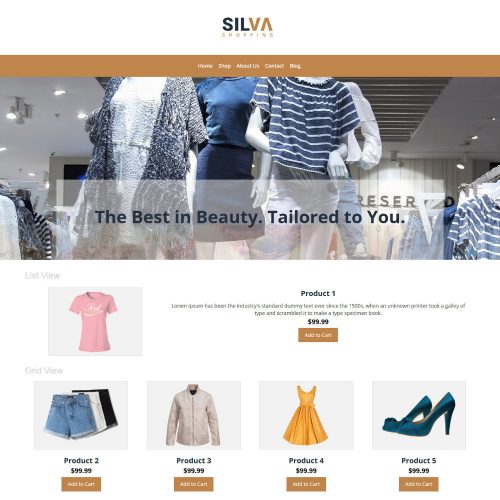 SILVA
SHOPPING
Home Shop About Us Contact Blog
RESER
The Best in Beauty. Tailored to You.
List View
Product 1
Lorem Ipsum has been the industry's standard dummy text ever since the 1500s, when an unknown printer took a galley of
type and scrambled it to make a type specimen book.
$99.99
Add to Cart
Grid View
Product 2 Product 3 Product 4 Product 5
$99.99 $99.99 $99.99 $99.99
Add to Cart Add to Cart Add to Cart Add to Cart